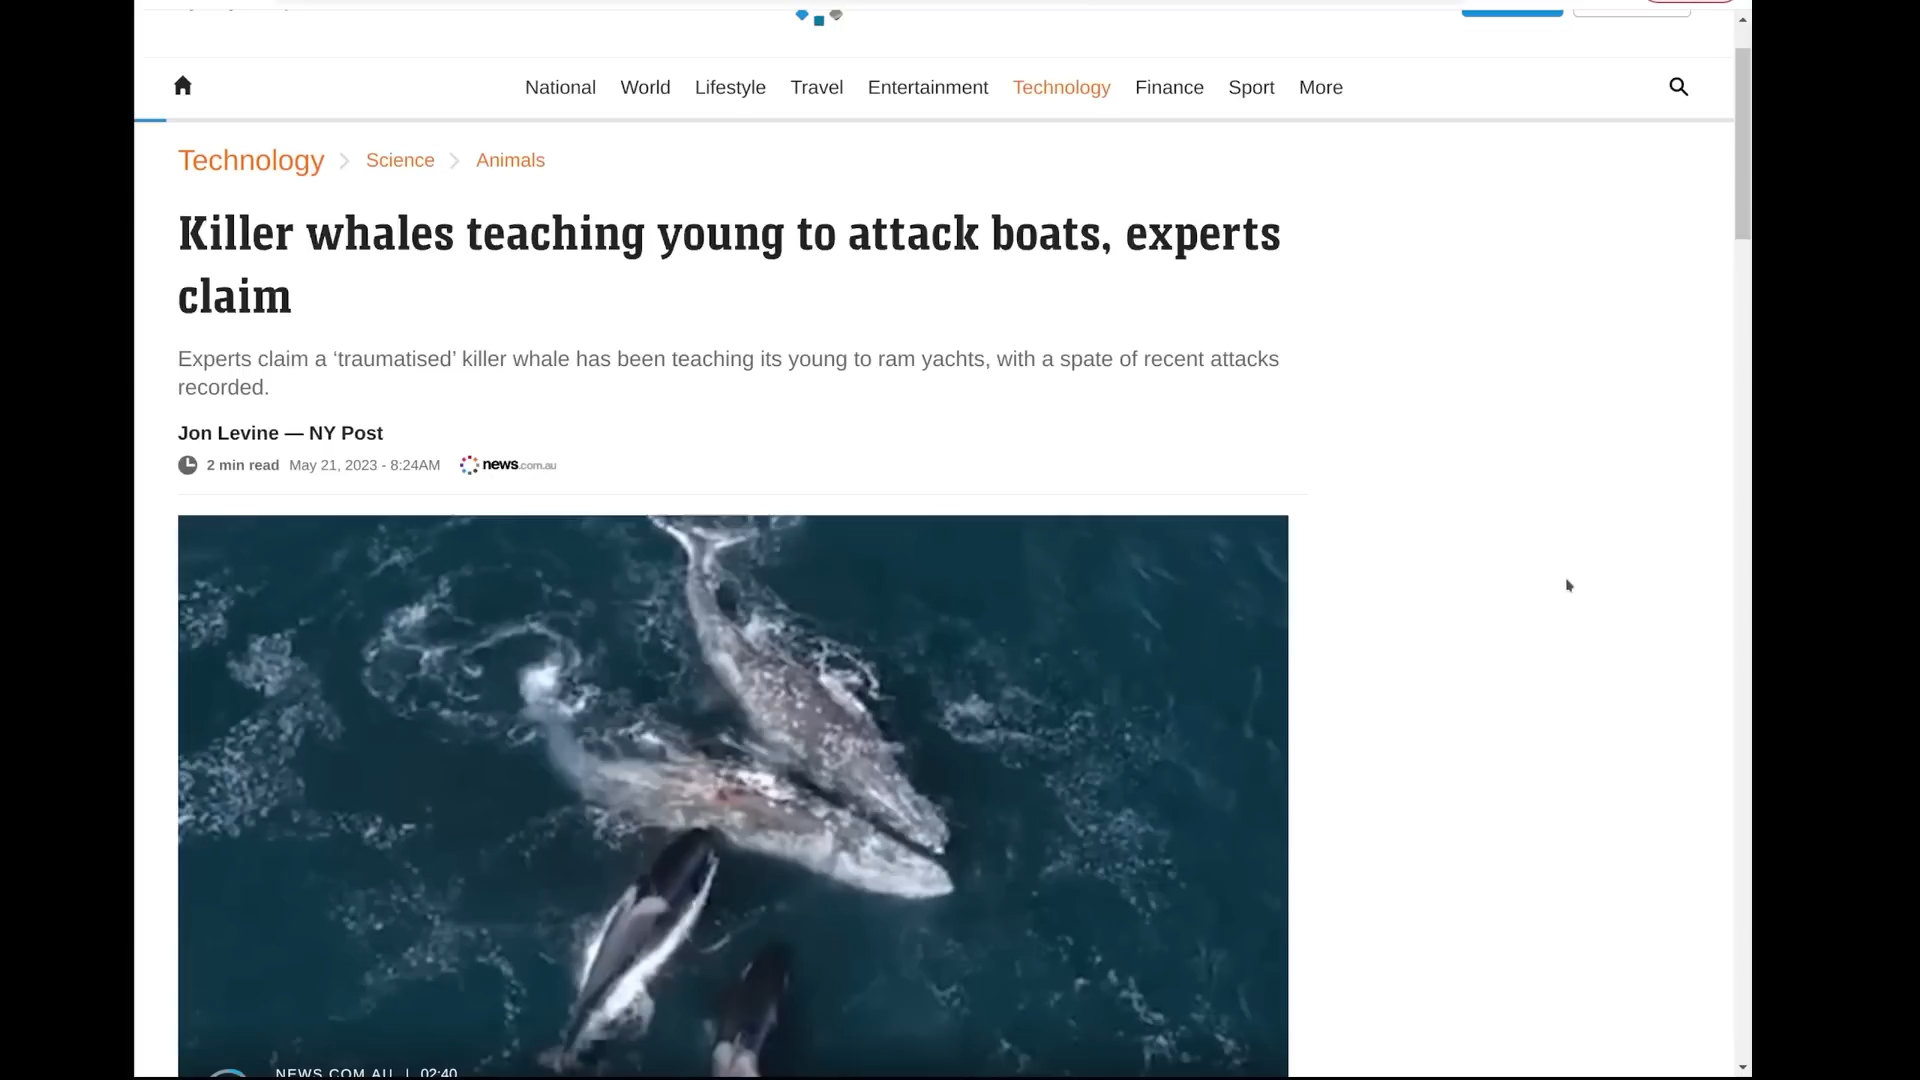 National World Lifestyle Travel Entertainment Technology Finance Sport More
Technology Science Animals
Killer whales teaching young to attack boats, experts
claim
Experts claim a ‘traumatised’ killer whale has been teaching its young to ram yachts, with a spate of recent attacks
recorded.
Jon Levine — NY Post
2 min read May 21, 2023 - 8:24AM news.com.au
NEWS.COM.AU | 02:40